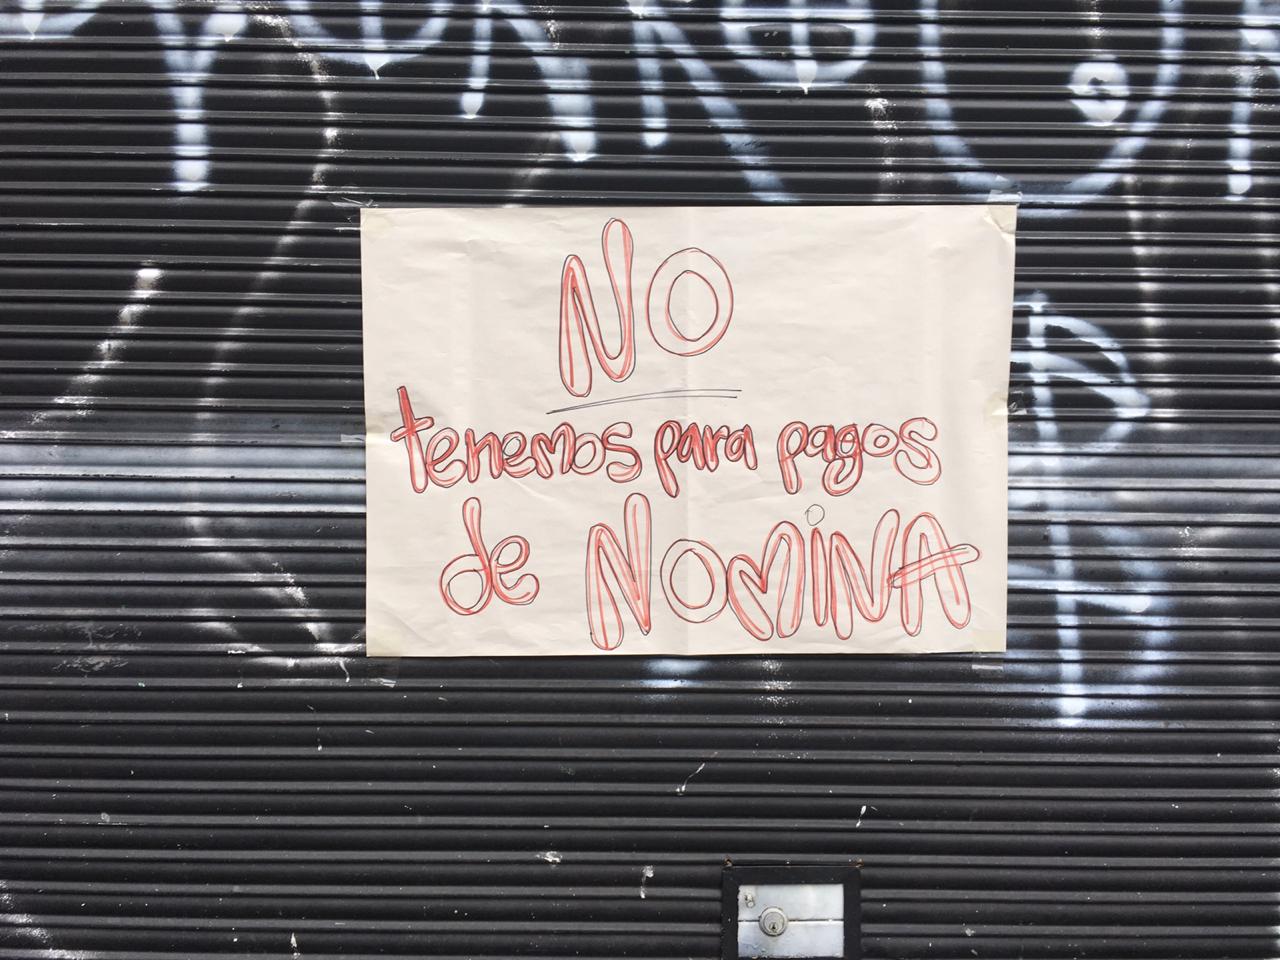 NO
tenemos para pagos
de NOMiNA